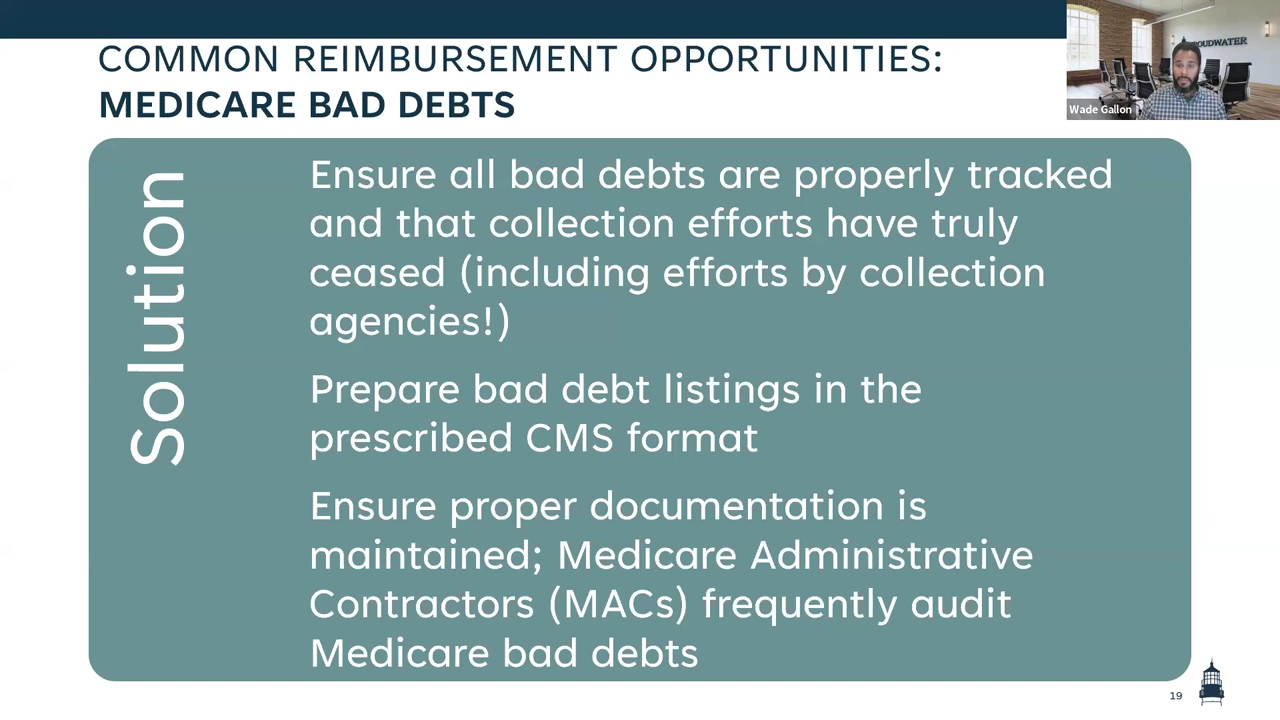 COMMON REIMBURSEMENT OPPORTUNITIES:
MEDICARE BAD DEBTS
Wade Gallon
Solution
Ensure all bad debts are properly tracked
and that collection efforts have truly
ceased (including efforts by collection
agencies!)
Prepare bad debt listings in the
prescribed CMS format
Ensure proper documentation is
maintained; Medicare Administrative
Contractors (MACs) frequently audit
Medicare bad debts
19